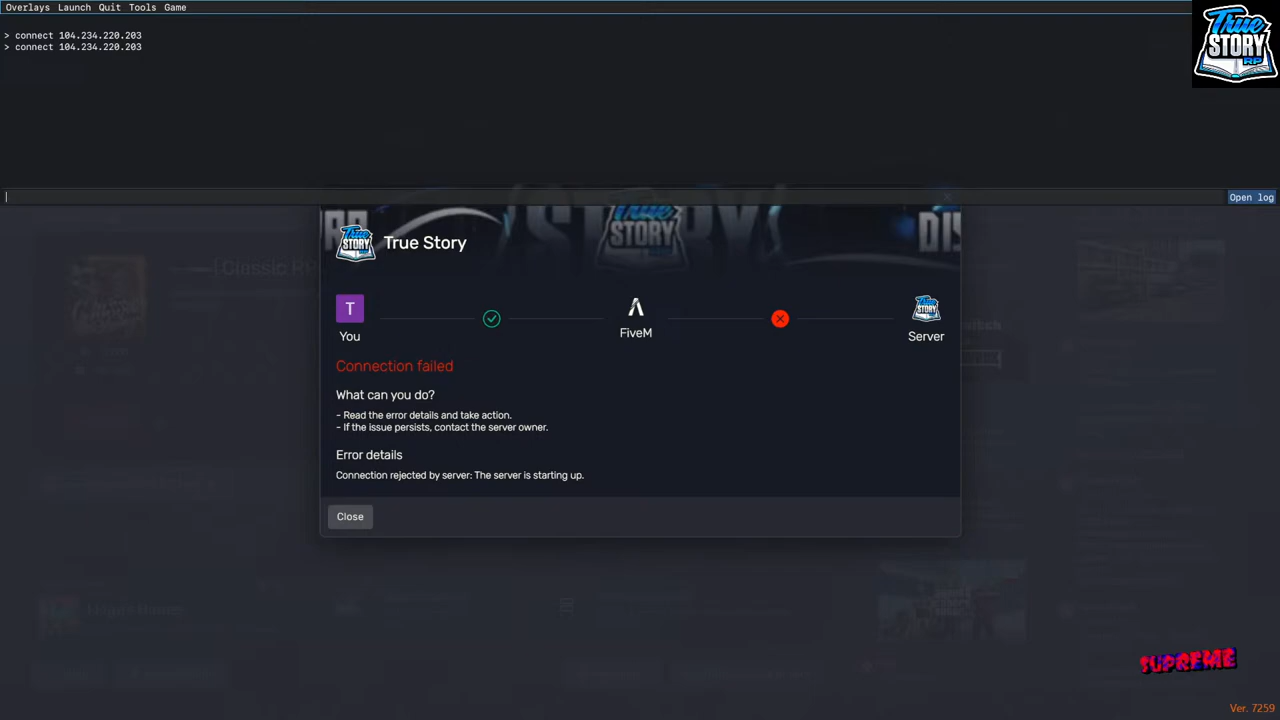 Overlays Launch Quit Tools Game
> connect 104.234.220.203
> connect 104.234.220.203
TRUE
STORY
RP
Open log
True Story
T
You
FiveM
Server
Connection failed
What can you do?
- Read the error details and take action.
- If the issue persists, contact the server owner.
Error details
Connection rejected by server: The server is starting up.
Close
SUPREME
Ver. 7259